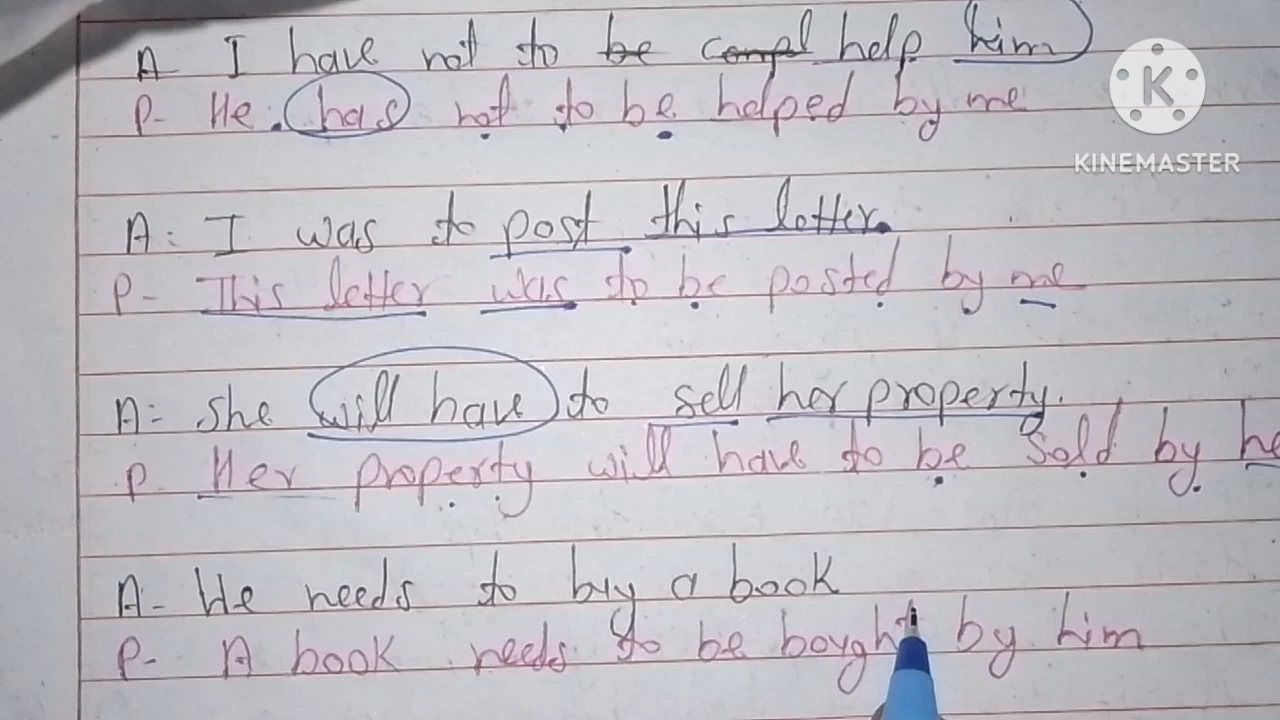 A I have not to be help him
P- He has not to be helped by me
KINEMASTER
A: I was to post this letter.
P- This letter was to be posted by me
A= She will have to sell her property.
P. Her property will have to be sold by he
A- He needs to buy a book
P- A book needs to be boyght by him